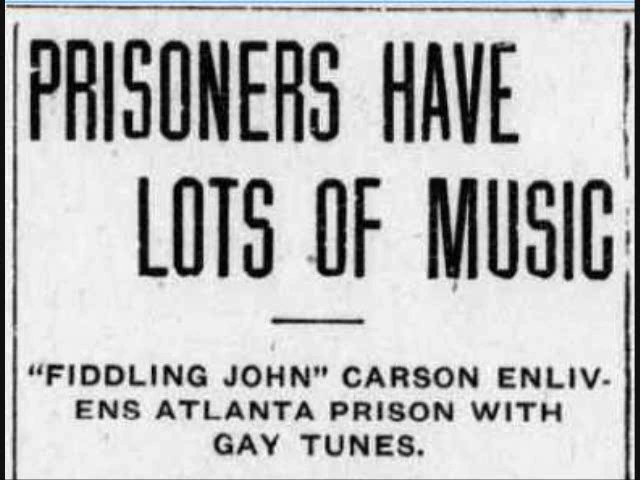 PRISONERS HAVE
LOTS OF MUSIC
"FIDDLING JOHN" CARSON ENLIV-
ENS ATLANTA PRISON WITH
GAY TUNES.